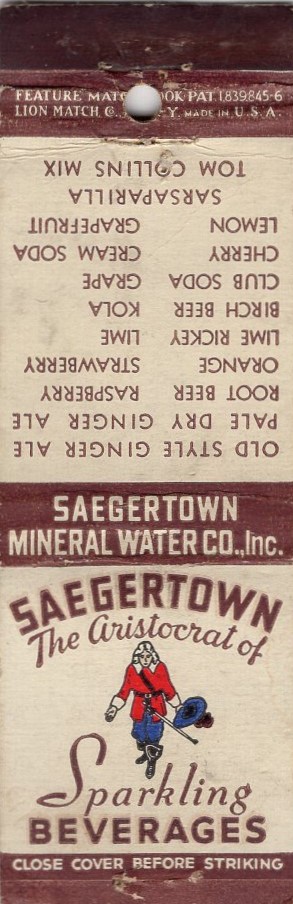 FEATURE MATC OOK PAT. 1839845-6
LION MATCH C Y. MADE IN U.S.A.
OLD STYLE GINGER ALE
PALE DRY GINGER ALE
ROOT BEER RASPBERRY
ORANGE STRAWBERRY
LIME RICKEY LIME
BIRCH BEER KOLA
CLUB SODA GRAPE
CHERRY CREAM SODA
LEMON GRAPEFRUIT
SARSAPARILLA
TOM COLLINS MIX
SAEGERTOWN
MINERAL WATER CO., Inc.
SAEGERTOWN
The Aristocrat of
Sparkling
BEVERAGES
CLOSE COVER BEFORE STRIKING